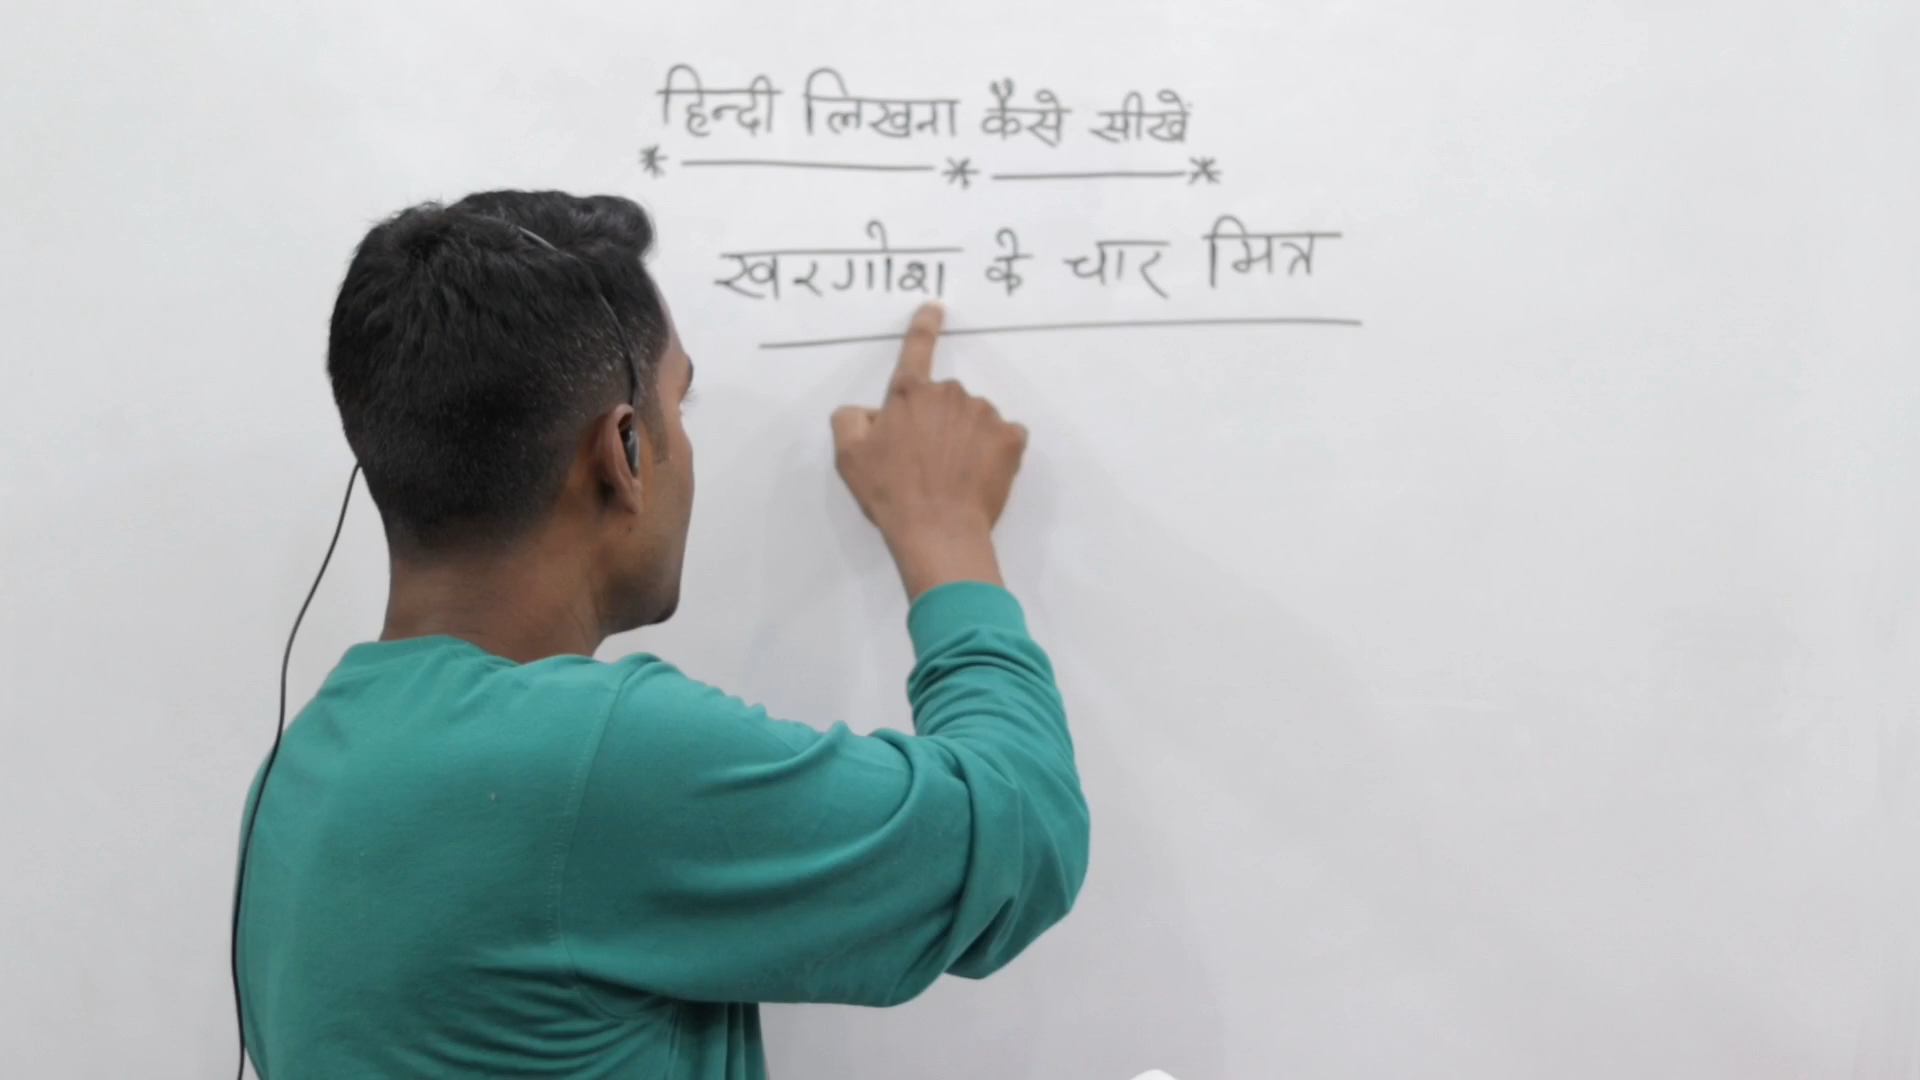 हिन्दी लिखना कैसे सीखें
* * *
खरगोश के चार मित्र